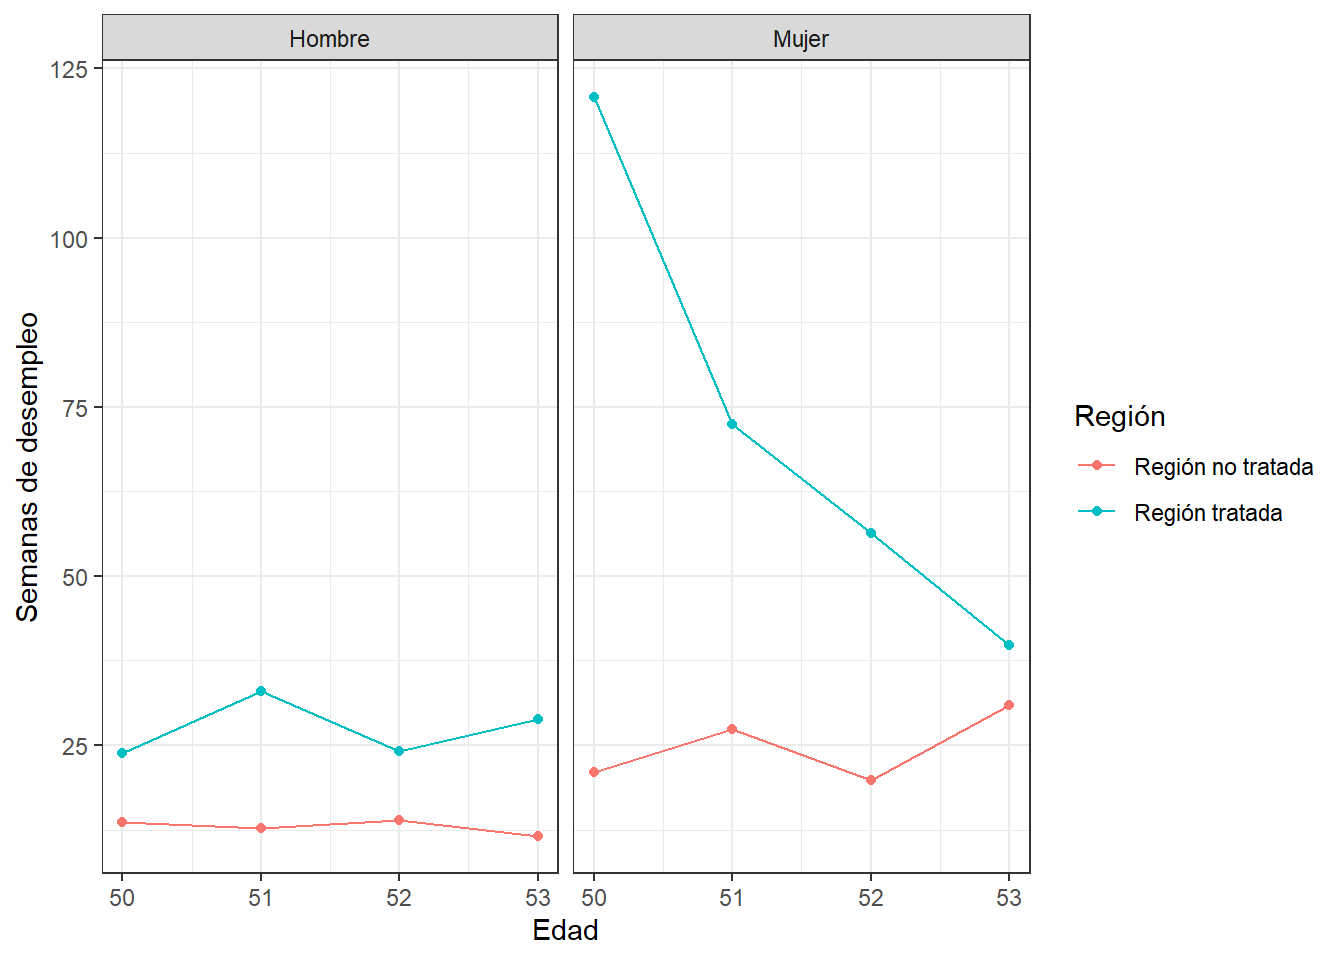 Hombre
Mujer
125
100
75
50
25
Semanas de desempleo
50
51
52
53
50
51
52
53
Edad
Región
Región no tratada
Región tratada